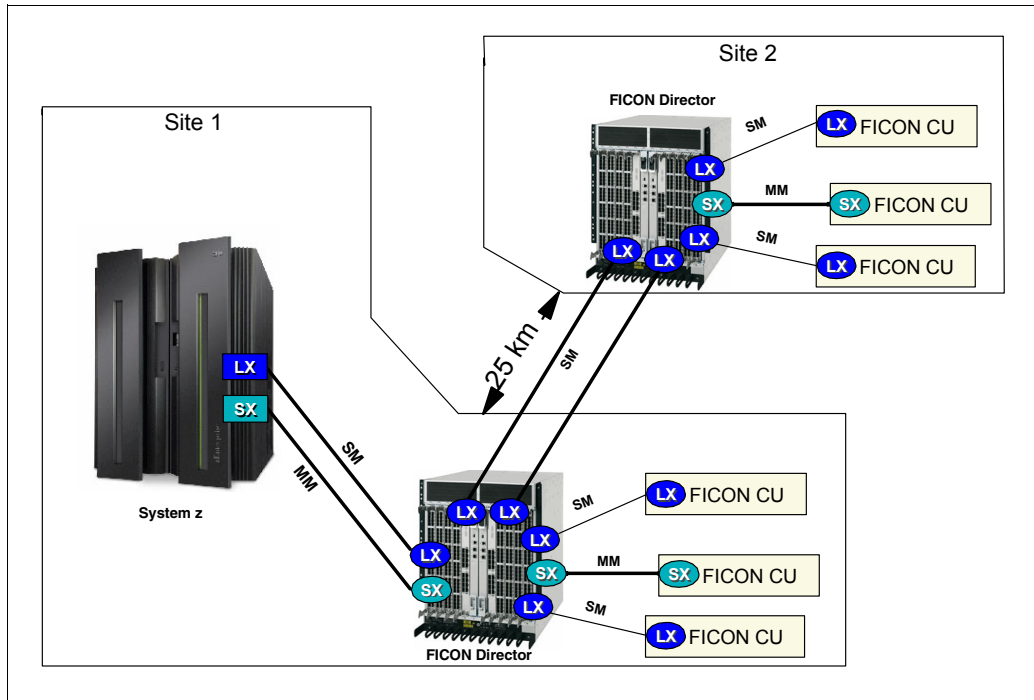 Site 2
FICON Director
SM
LX FICON CU
LX
MM
SX
SX FICON CU
LX
SM
LX FICON CU
LX
LX
Site 1
25 km
SM
LX
SX
SM
MM
System z
LX
LX
SM
LX FICON CU
LX
LX
MM
SX
SX FICON CU
SX
LX
SM
LX FICON CU
FICON Director